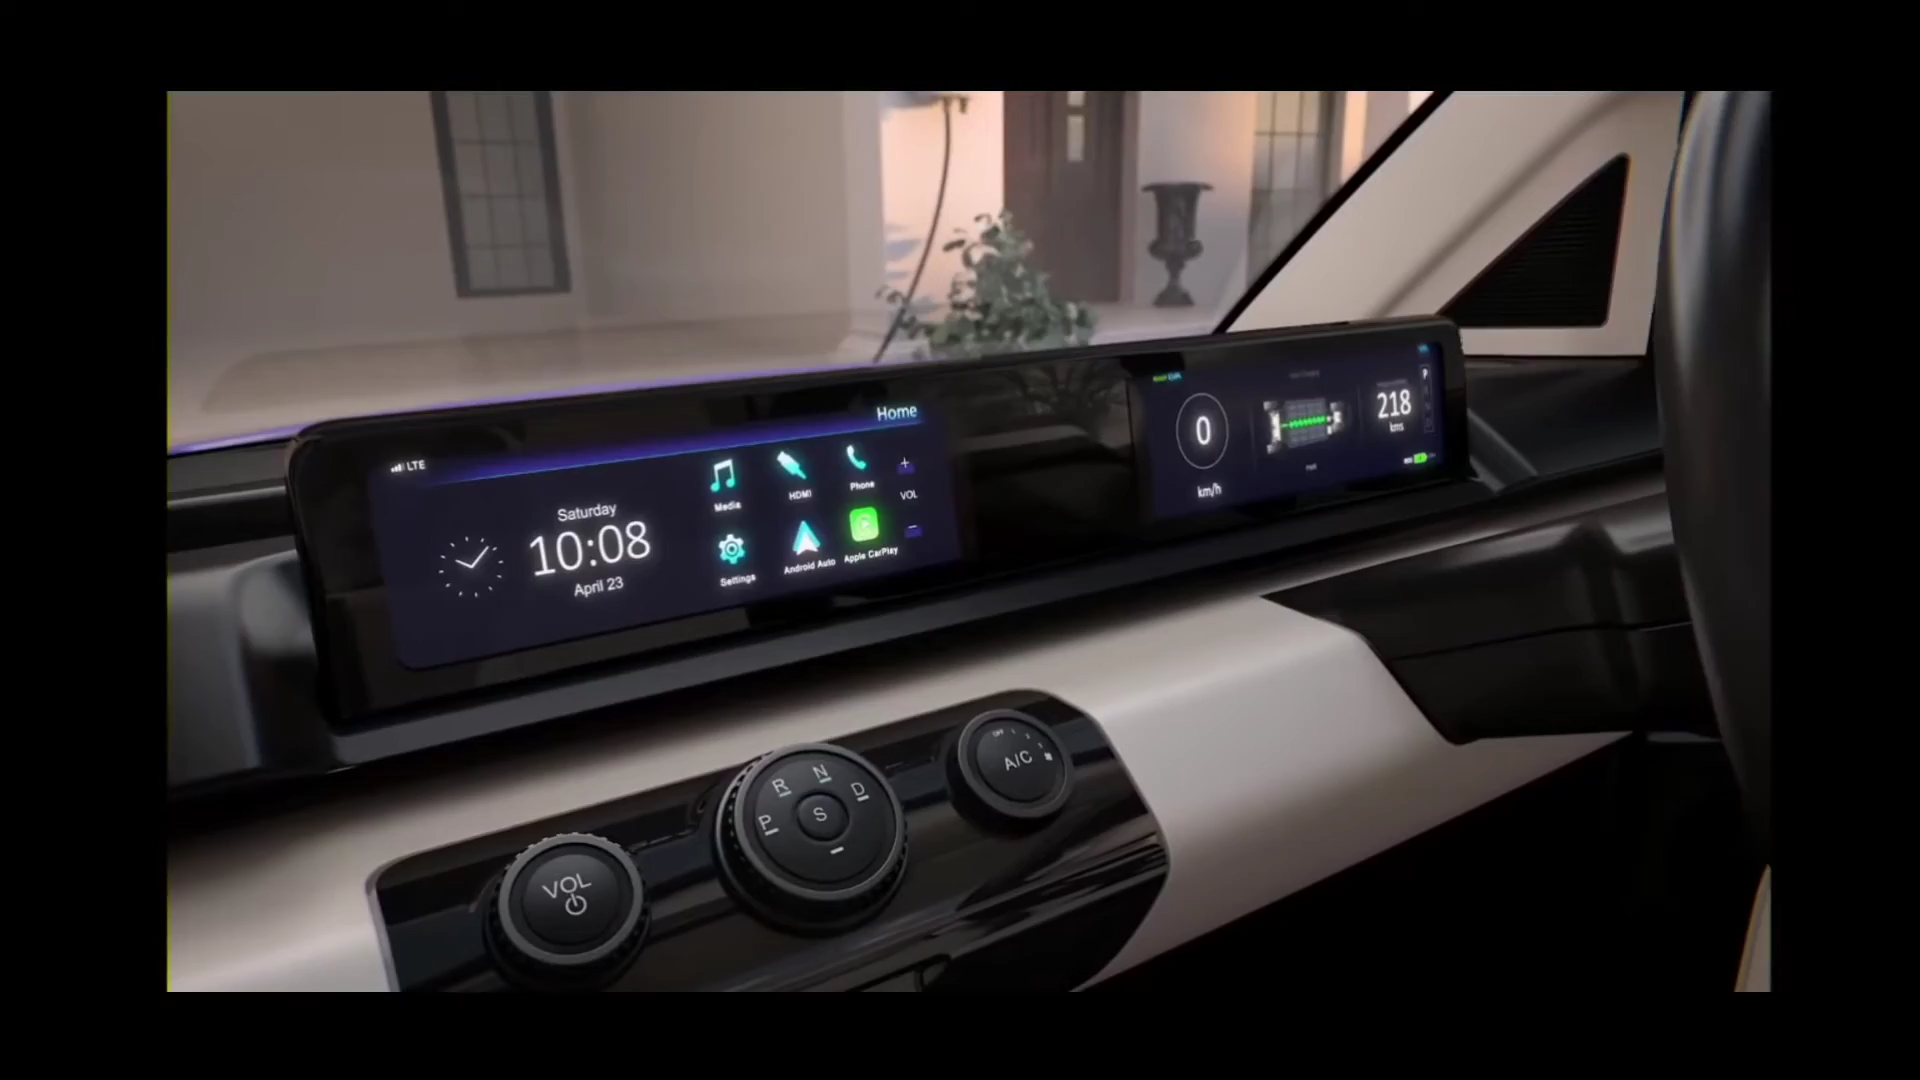 Home
LTE
Saturday
10:08
April 23
Media
HDMI
Phone
+
VOL
-
Settings
Android Auto
Apple CarPlay
0
km/h
218
kms
P
VOL
P R N D
S
A/C
OFF